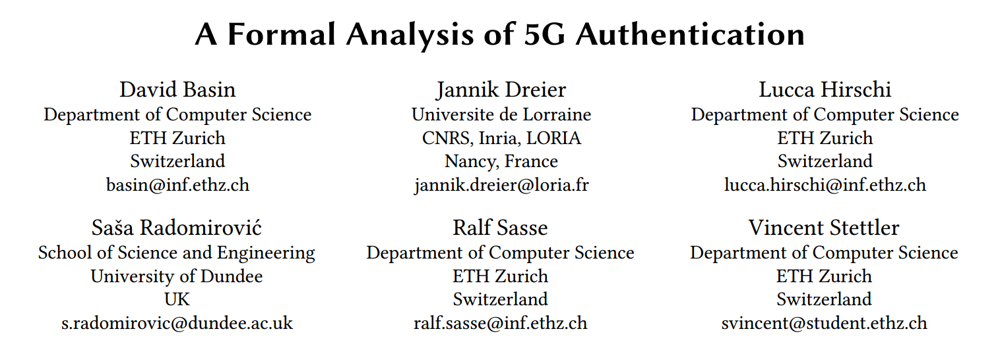 A Formal Analysis of 5G Authentication
David Basin
Department of Computer Science
ETH Zurich
Switzerland
basin@inf.ethz.ch
Jannik Dreier
Universite de Lorraine
CNRS, Inria, LORIA
Nancy, France
jannik.dreier@loria.fr
Lucca Hirschi
Department of Computer Science
ETH Zurich
Switzerland
lucca.hirschi@inf.ethz.ch
Saša Radomirović
School of Science and Engineering
University of Dundee
UK
s.radomirovic@dundee.ac.uk
Ralf Sasse
Department of Computer Science
ETH Zurich
Switzerland
ralf.sasse@inf.ethz.ch
Vincent Stettler
Department of Computer Science
ETH Zurich
Switzerland
svincent@student.ethz.ch